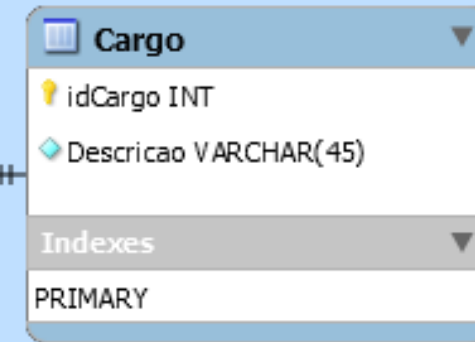 Cargo
idCargo INT
Descricao VARCHAR(45)
Indexes
PRIMARY